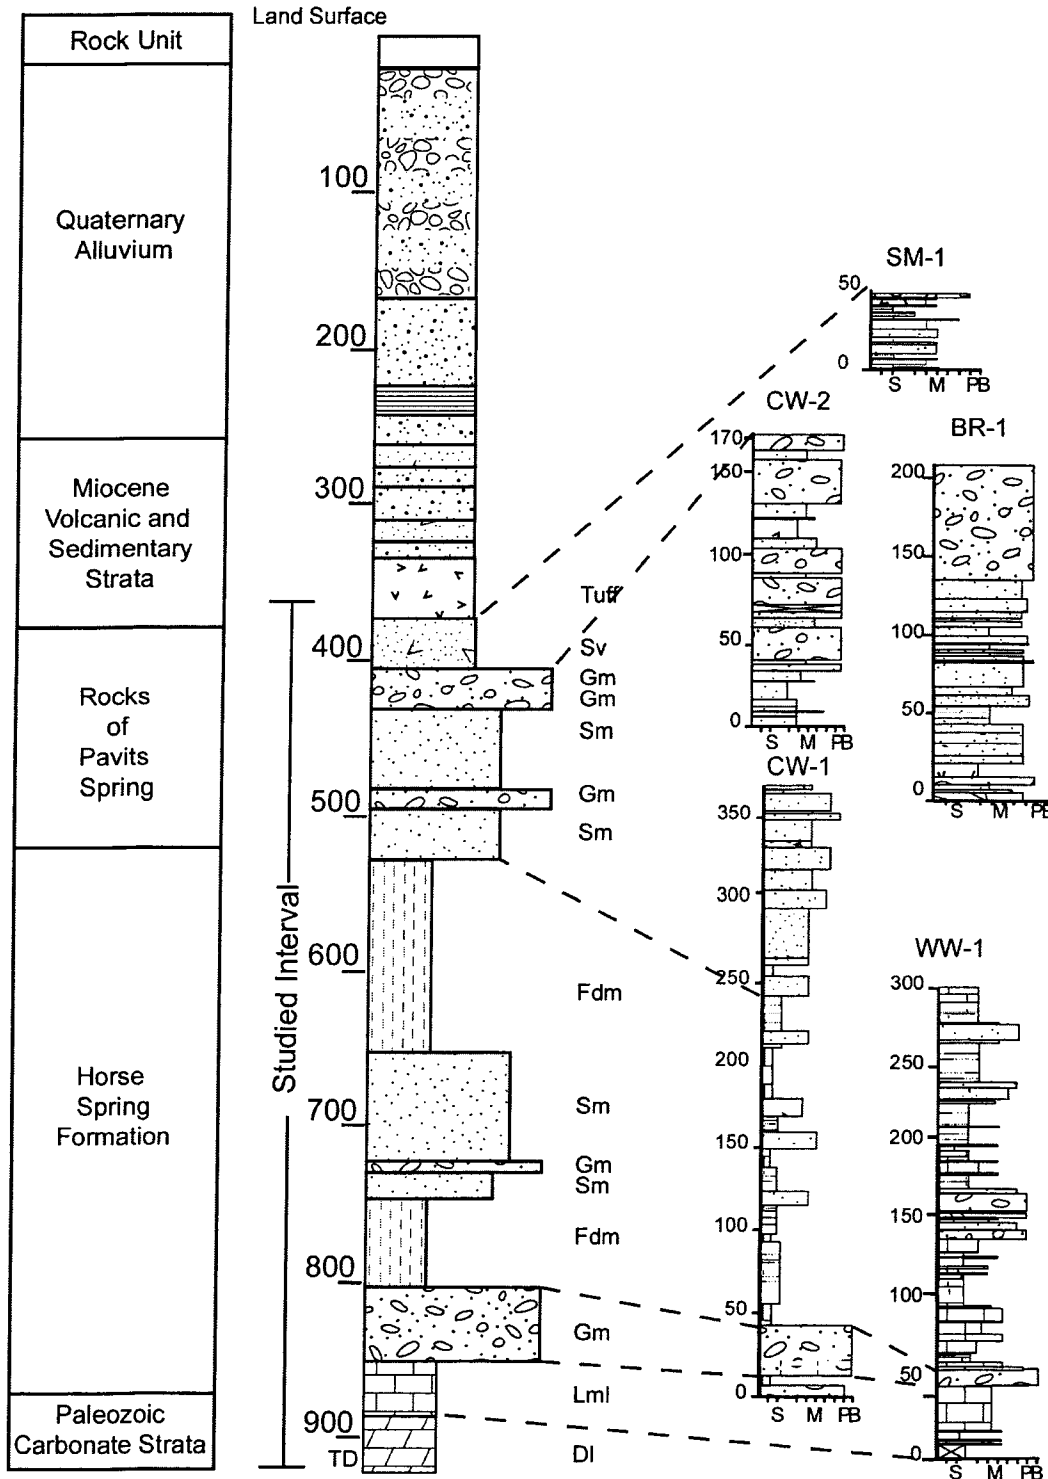 Land Surface
Rock Unit
Quaternary
Alluvium
Miocene
Volcanic and
Sedimentary
Strata
Rocks
of
Pavits
Spring
Horse
Spring
Formation
Paleozoic
Carbonate Strata
Studied Interval
100
200
300
400
500
600
700
800
900
TD
Tuff
Sv
Gm
Gm
Sm
Gm
Sm
Fdm
Sm
Gm
Sm
Fdm
Gm
Lml
Dl
SM-1
50
0
S M PB
CW-2
170
150
100
50
0
S M PB
BR-1
200
150
100
50
0
S M PB
CW-1
350
300
250
200
150
100
50
0
S M PB
WW-1
300
250
200
150
100
50
0
S M PB